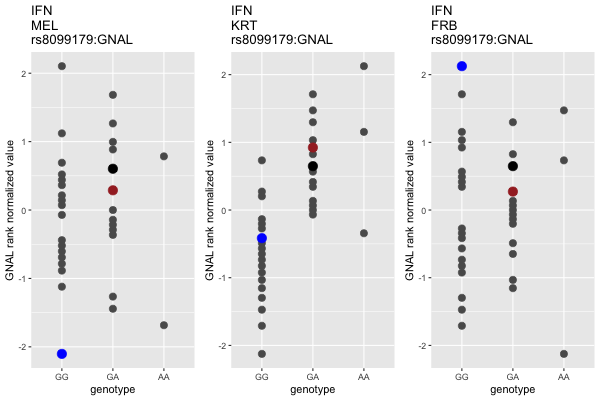 IFN
MEL
rs8099179:GNAL
GNAL rank normalized value
2
1
0
-1
-2
GG GA AA
genotype
IFN
KRT
rs8099179:GNAL
GNAL rank normalized value
2
1
0
-1
-2
GG GA AA
genotype
IFN
FRB
rs8099179:GNAL
GNAL rank normalized value
2
1
0
-1
-2
GG GA AA
genotype